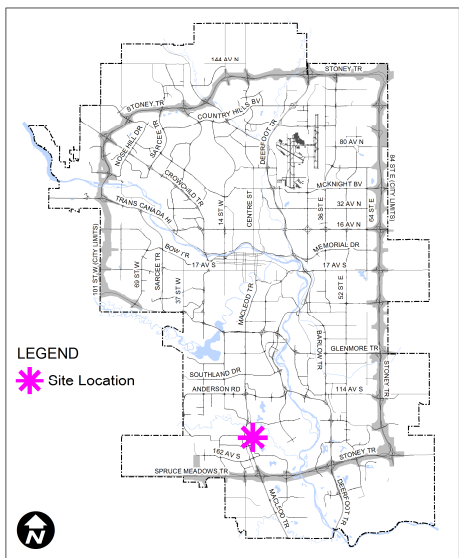 144 AV N
STONEY TR
STONEY TR
COUNTRY HILLS BV
SARCEE TR
NOSE HILL DR
DEERFOOT TR
80 AV N
84 ST E (CITY LIMITS)
CROWCHILD TR
MCKNIGHT BV
14 ST W
CENTRE ST
36 ST E
32 AV N
64 ST E
TRANS CANADA HI
16 AV N
101 ST W (CITY LIMITS)
BOW TR
MEMORIAL DR
17 AV S
17 AV S
69 ST W
SARCEE TR
37 ST W
52 ST E
MACLEOD TR
BARLOW TR
GLENMORE TR
LEGEND
Site Location
SOUTHLAND DR
STONEY TR
ANDERSON RD
114 AV S
162 AV S
STONEY TR
SPRUCE MEADOWS TR
MACLEOD TR
DEERFOOT TR
N